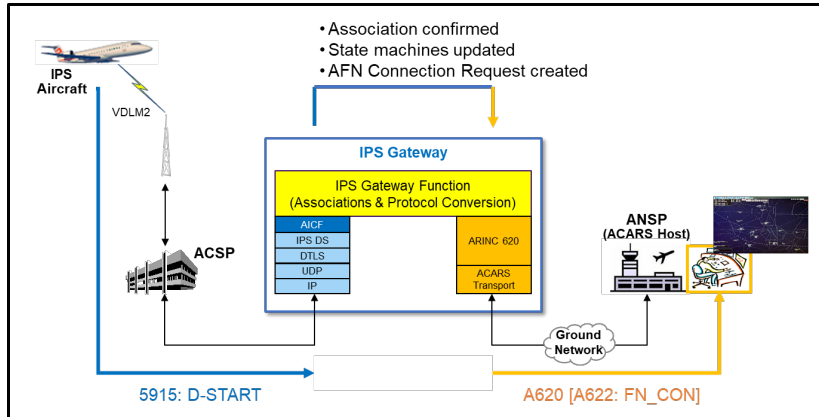 • Association confirmed
• State machines updated
• AFN Connection Request created
IPS
Aircraft
VDLM2
IPS Gateway
IPS Gateway Function
(Associations & Protocol Conversion)
AICF
IPS DS
DTLS
UDP
IP
ARINC 620
ACARS
Transport
ACSP
ANSP
(ACARS Host)
Ground
Network
5915: D-START
A620 [A622: FN_CON]